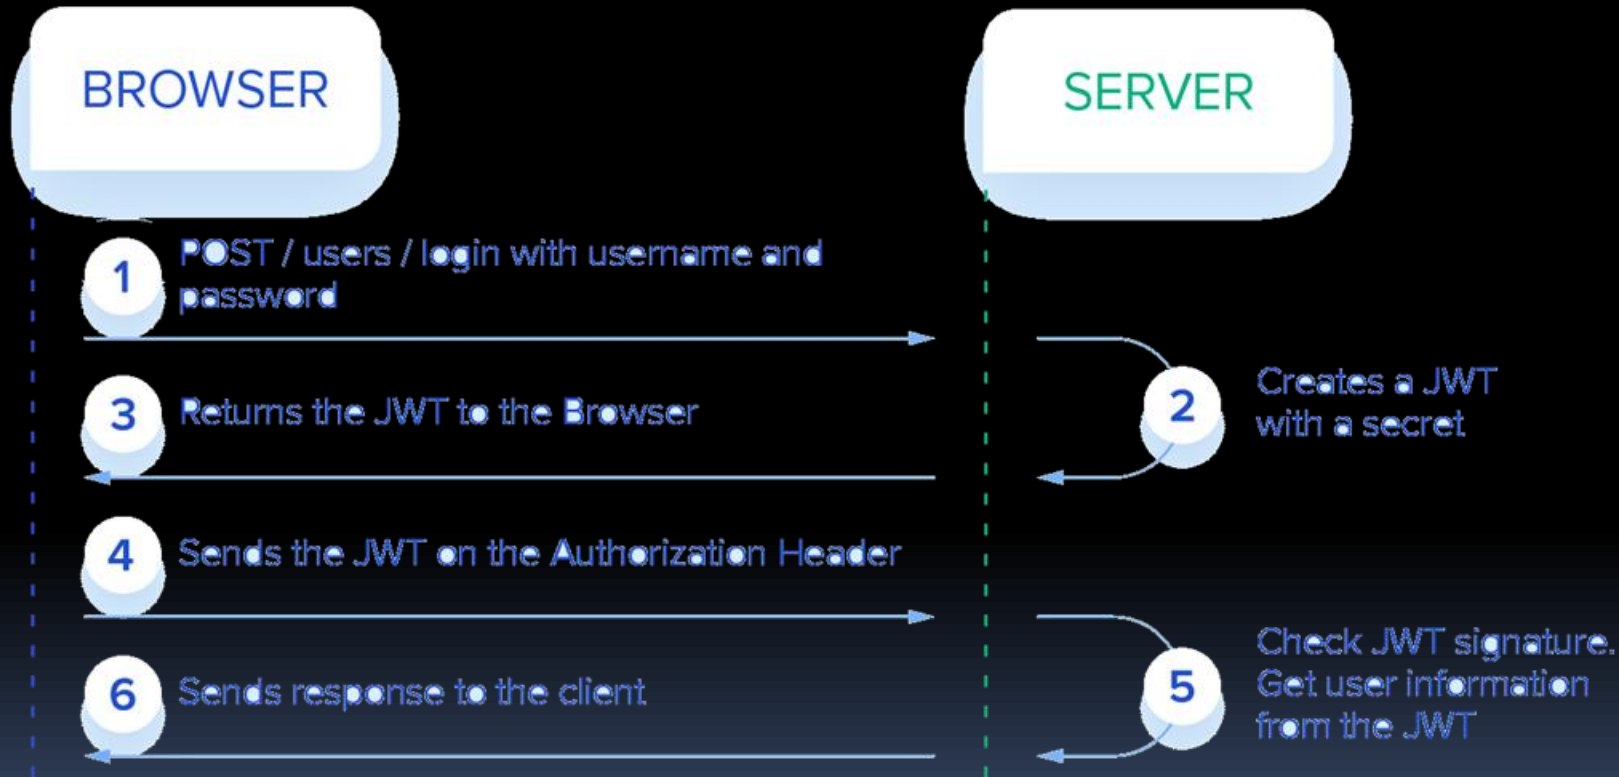 BROWSER
SERVER
1
POST / users / login with username and
password
2
Creates a JWT
with a secret
3
Returns the JWT to the Browser
4
Sends the JWT on the Authorization Header
5
Check JWT signature.
Get user information
from the JWT
6
Sends response to the client